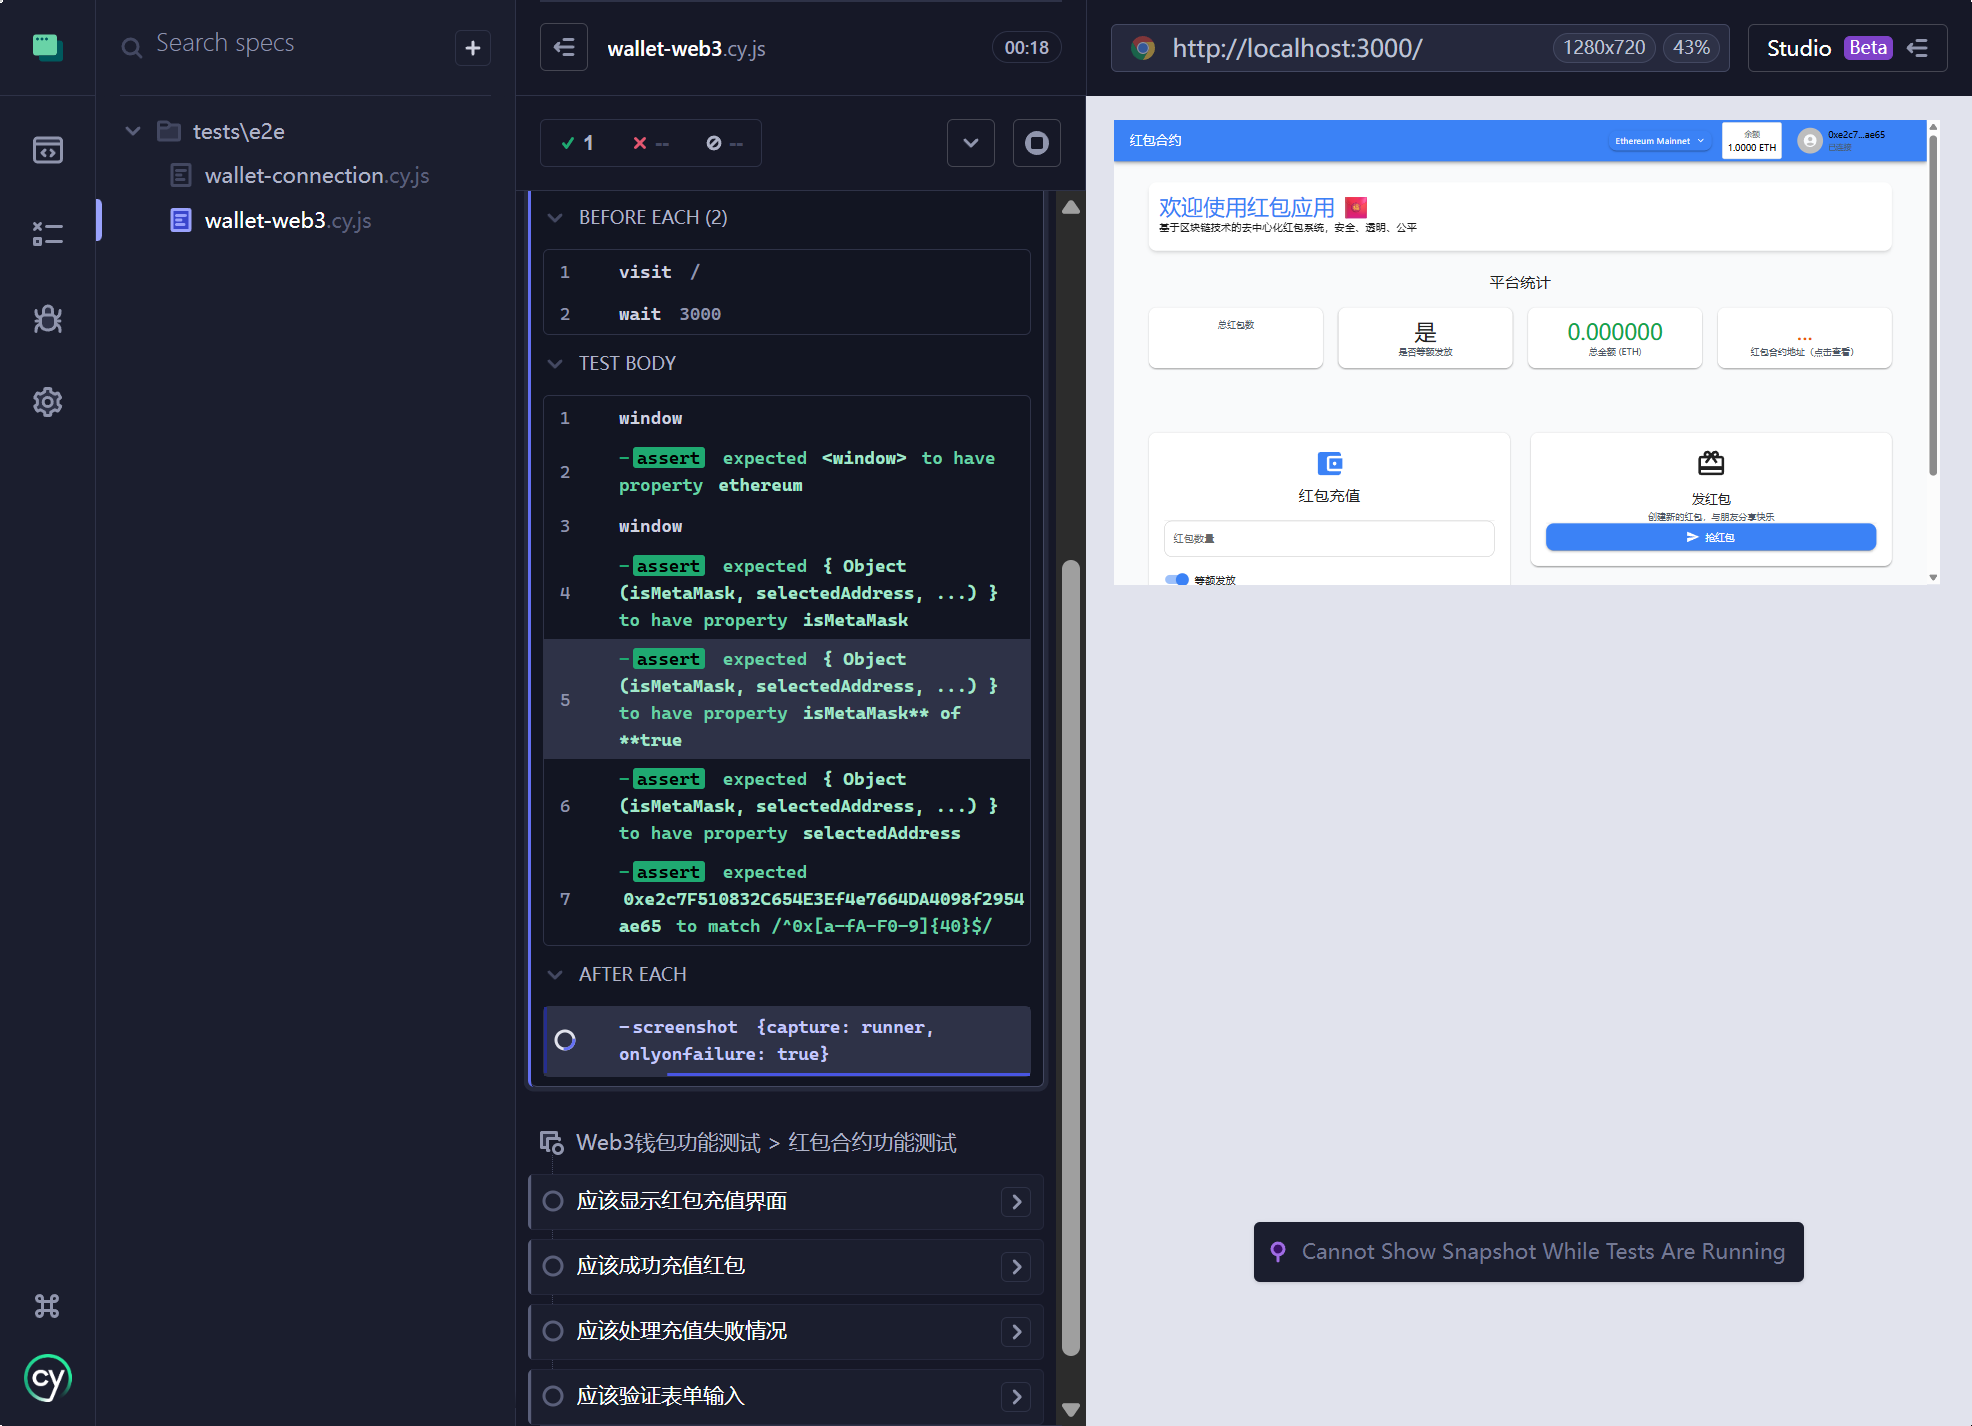 Search specs
+
tests\e2e
wallet-connection.cy.js
wallet-web3.cy.js
cy
wallet-web3.cy.js
00:18
1
--
--
BEFORE EACH (2)
1 visit /
2 wait 3000
TEST BODY
1 window
2 -assert expected <window> to have
property ethereum
3 window
-assert expected { Object
4 (isMetaMask, selectedAddress, ...) }
to have property isMetaMask
-assert expected { Object
(isMetaMask, selectedAddress, ...) }
5 to have property isMetaMask** of
**true
-assert expected { Object
6 (isMetaMask, selectedAddress, ...) }
to have property selectedAddress
-assert expected
7 0xe2c7F510832C654E3Ef4e7664DA4098f2954
ae65 to match /^0x[a-fA-F0-9]{40}$/
AFTER EACH
-screenshot {capture: runner,
onlyonfailure: true}
Web3钱包功能测试 > 红包合约功能测试
应该显示红包充值界面
应该成功充值红包
应该处理充值失败情况
应该验证表单输入
http://localhost:3000/
1280x720
43%
Studio Beta
红包合约
Ethereum Mainnet
余额
1.0000 ETH
0xe2c7...ae65
已连接
欢迎使用红包应用
基于区块链技术的去中心化红包系统，安全、透明、公平
平台统计
总红包数
是
是否等额发放
0.000000
总金额 (ETH)
...
红包合约地址（点击查看）
红包充值
红包数量
等额发放
发红包
创建新的红包，与朋友分享快乐
抢红包
Cannot Show Snapshot While Tests Are Running